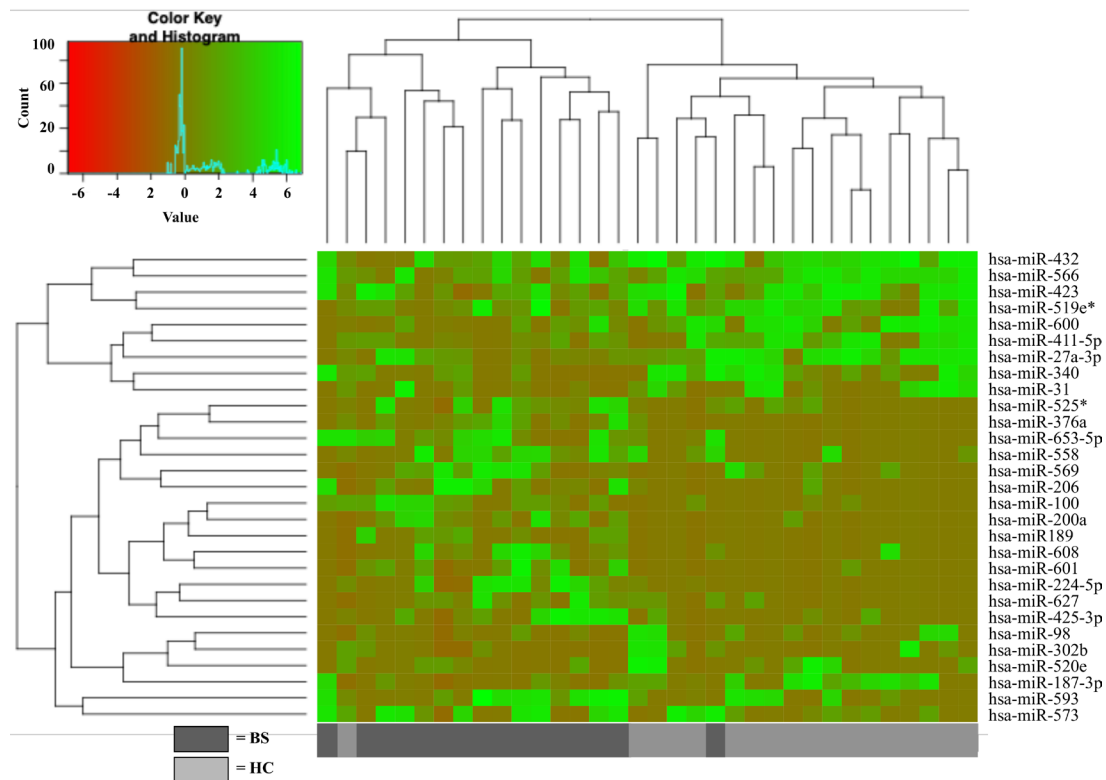 Color Key
and Histogram
100
60
20
0
Count
-6 -4 -2 0 2 4 6
Value
hsa-miR-432
hsa-miR-566
hsa-miR-423
hsa-miR-519e*
hsa-miR-600
hsa-miR-411-5p
hsa-miR-27a-3p
hsa-miR-340
hsa-miR-31
hsa-miR-525*
hsa-miR-376a
hsa-miR-653-5p
hsa-miR-558
hsa-miR-569
hsa-miR-206
hsa-miR-100
hsa-miR-200a
hsa-miR189
hsa-miR-608
hsa-miR-601
hsa-miR-224-5p
hsa-miR-627
hsa-miR-425-3p
hsa-miR-98
hsa-miR-302b
hsa-miR-520e
hsa-miR-187-3p
hsa-miR-593
hsa-miR-573
= BS
= HC